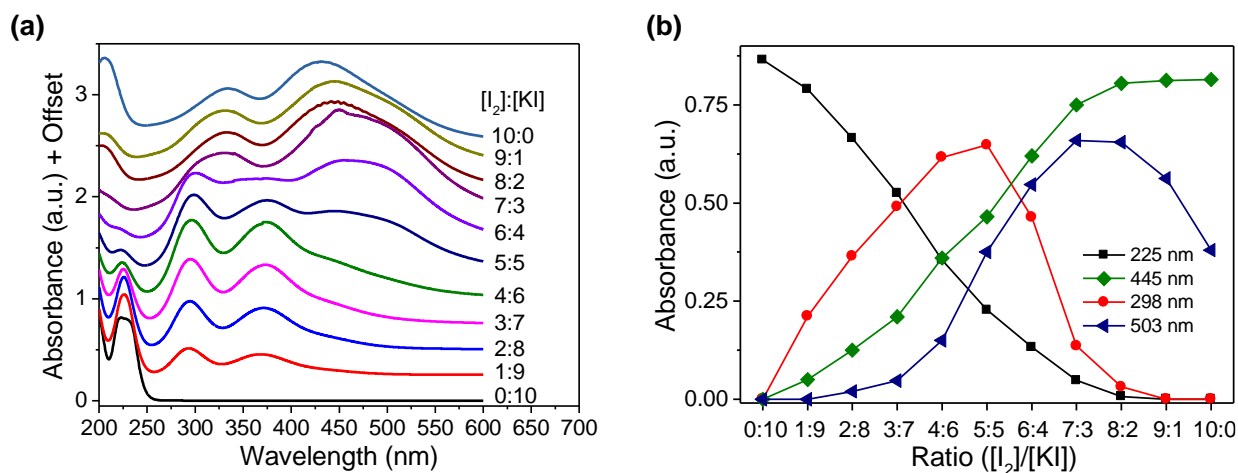 (a)
Absorbance (a.u.) + Offset
3
2
1
0
200 250 300 350 400 450 500 550 600 650 700
Wavelength (nm)
[I₂]:[KI]
10:0
9:1
8:2
7:3
6:4
5:5
4:6
3:7
2:8
1:9
0:10
(b)
Absorbance (a.u.)
0.75
0.50
0.25
0.00
0:10 1:9 2:8 3:7 4:6 5:5 6:4 7:3 8:2 9:1 10:0
Ratio ([I₂]/[KI])
225 nm
445 nm
298 nm
503 nm